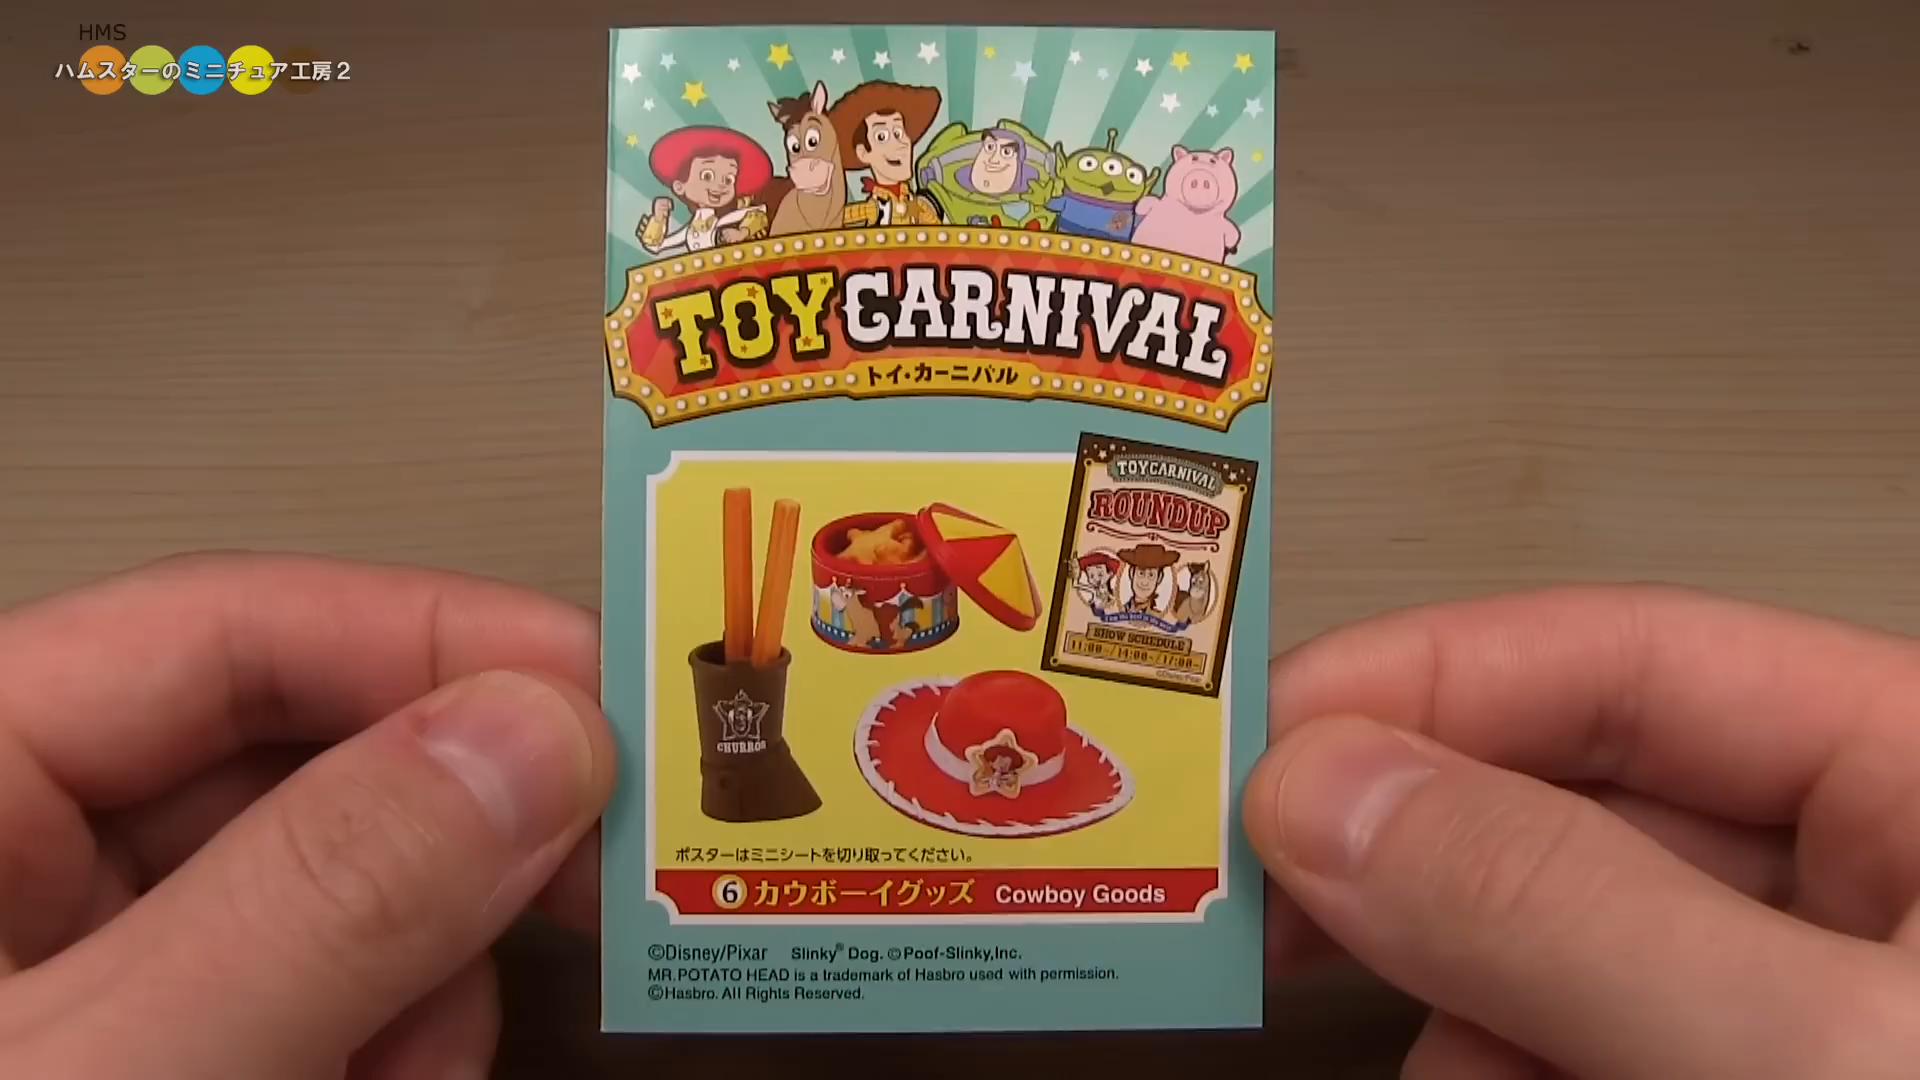 HMS
ハムスターのミニチュア工房2
TOY CARNIVAL
トイ・カーニバル
TOY CARNIVAL
ROUNDUP
SHOW SCHEDULE
11:00~/14:00~/17:00~
©Disney/Pixar
CHURROS
ポスターはミニシートを切り取ってください。
6 カウボーイグッズ Cowboy Goods
©Disney/Pixar Slinky® Dog. ©Poof-Slinky,Inc.
MR.POTATO HEAD is a trademark of Hasbro used with permission.
©Hasbro. All Rights Reserved.